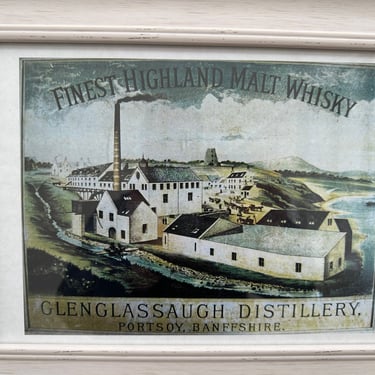 FINEST HIGHLAND MALT WHISKY
GLENGLASSAUGH DISTILLERY.
PORTSOY, BANFFSHIRE.